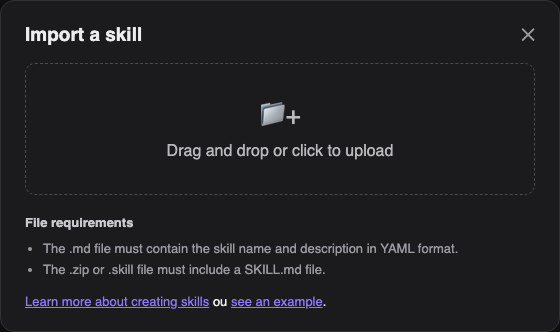 Import a skill
Drag and drop or click to upload
File requirements
• The .md file must contain the skill name and description in YAML format.
• The .zip or .skill file must include a SKILL.md file.
Learn more about creating skills ou see an example.